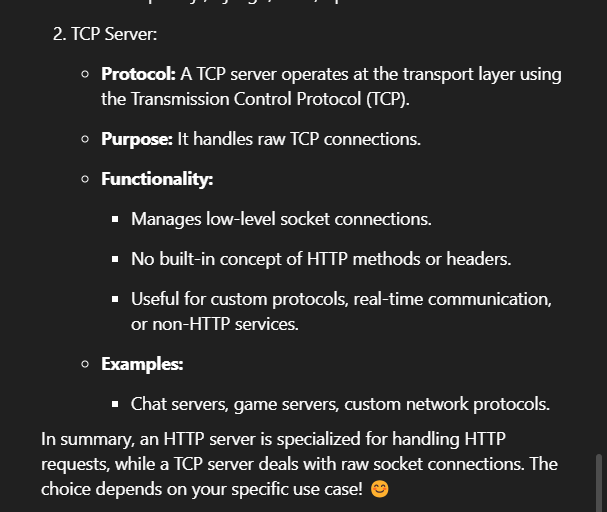 2. TCP Server:
Protocol: A TCP server operates at the transport layer using
the Transmission Control Protocol (TCP).
Purpose: It handles raw TCP connections.
Functionality:
Manages low-level socket connections.
No built-in concept of HTTP methods or headers.
Useful for custom protocols, real-time communication,
or non-HTTP services.
Examples:
Chat servers, game servers, custom network protocols.
In summary, an HTTP server is specialized for handling HTTP
requests, while a TCP server deals with raw socket connections. The
choice depends on your specific use case! 😊